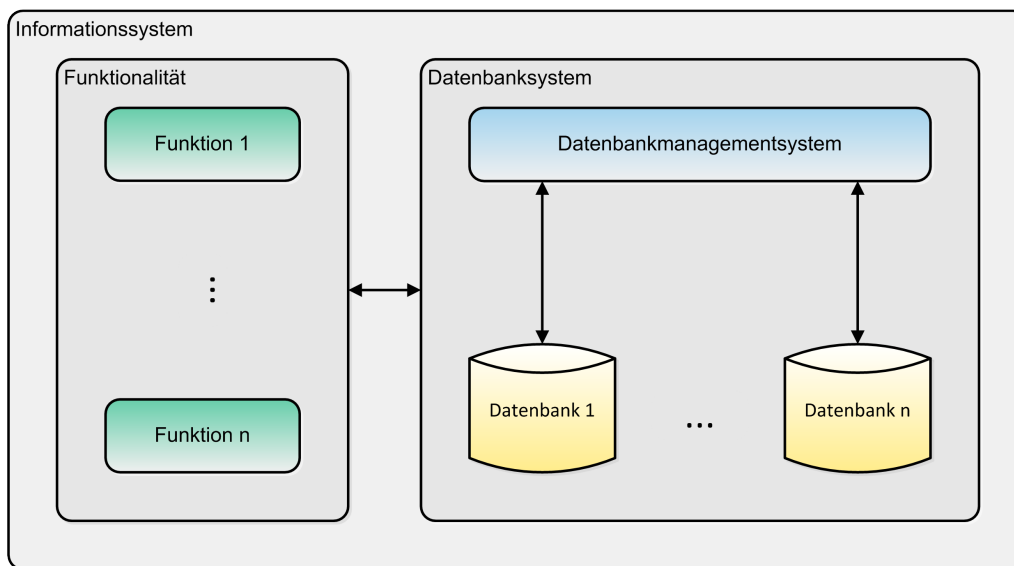 Informationssystem
Funktionalität
Funktion 1
⋮
Funktion n
Datenbanksystem
Datenbankmanagementsystem
Datenbank 1
...
Datenbank n